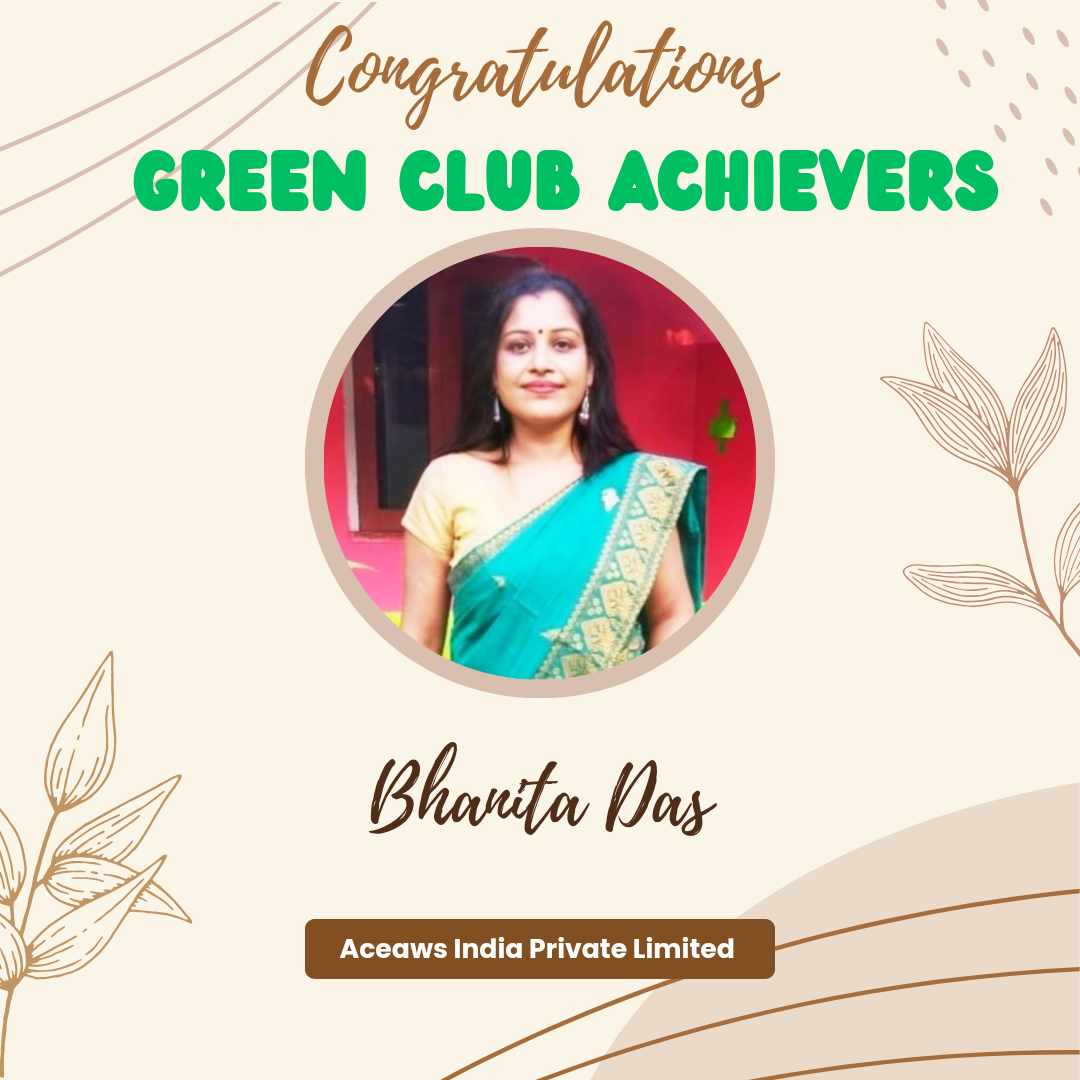 Congratulations
GREEN CLUB ACHIEVERS
Bhanita Das
Aceaws India Private Limited